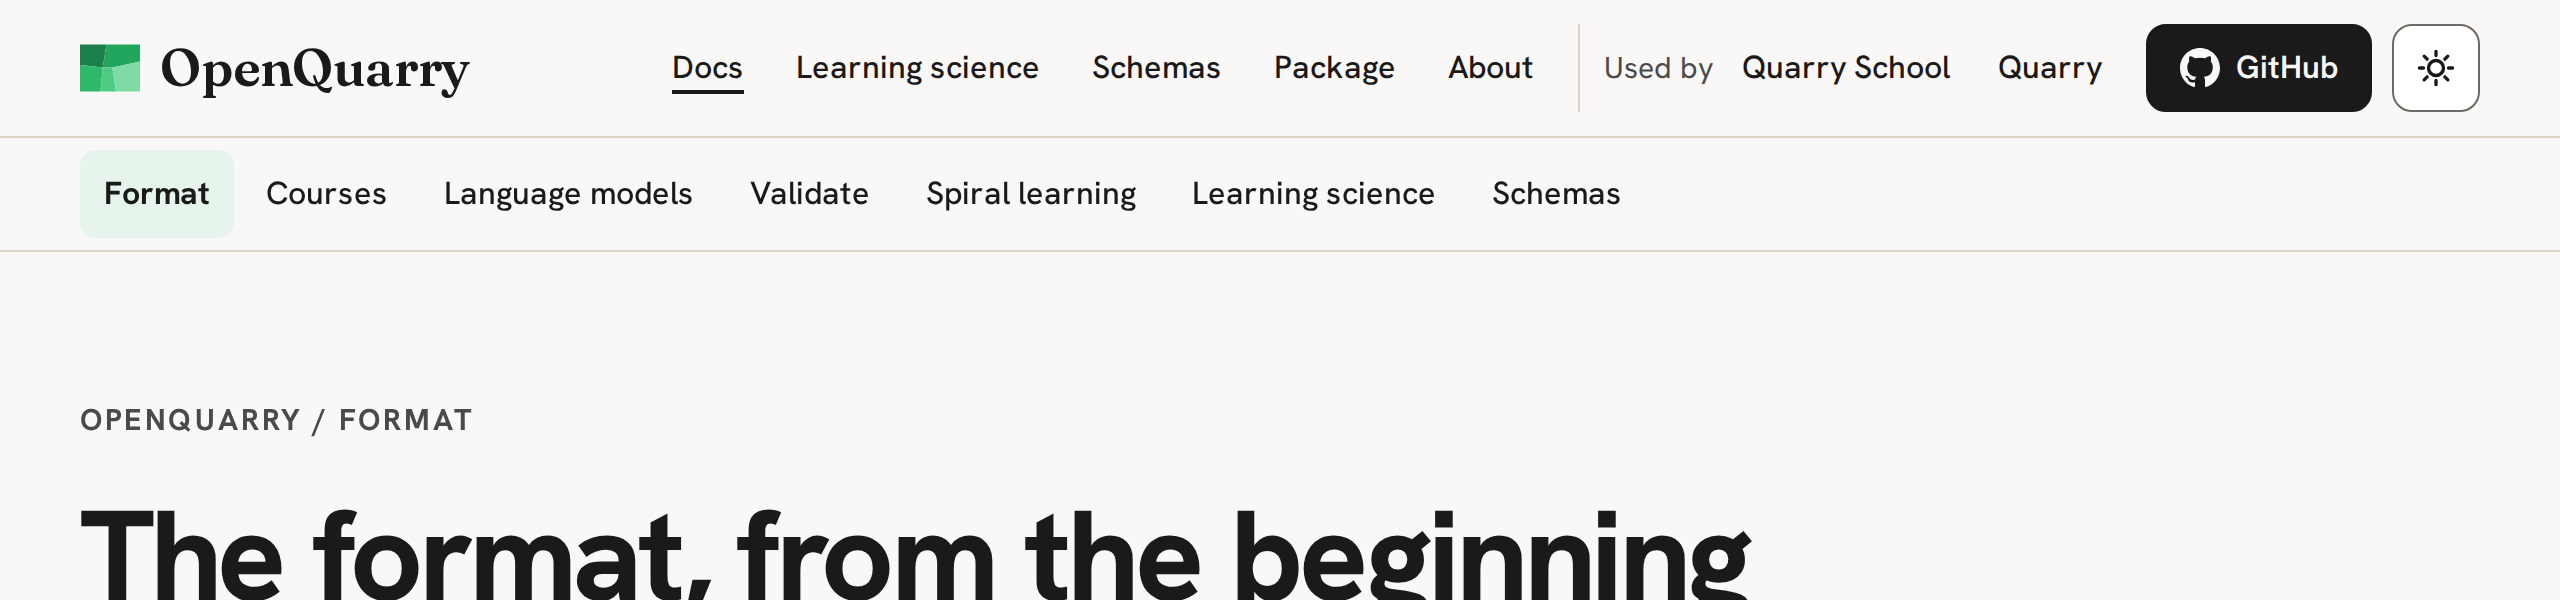 OpenQuarry Docs Learning science Schemas Package About Used by Quarry School Quarry GitHub
Format Courses Language models Validate Spiral learning Learning science Schemas
OPENQUARRY / FORMAT
The format, from the beginning